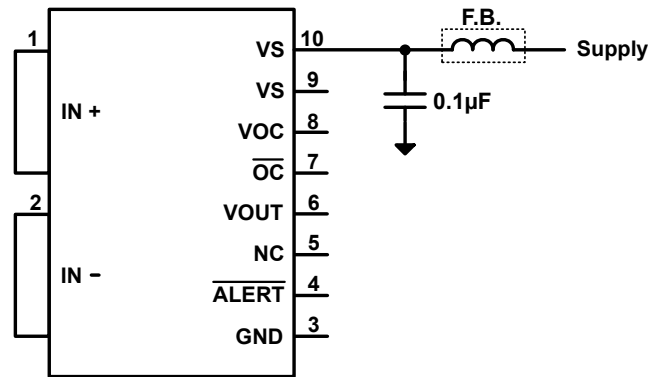 F.B.
1
VS 10
Supply
VS 9
0.1µF
IN +
VOC 8
OC 7
2
VOUT 6
NC 5
IN −
ALERT 4
GND 3